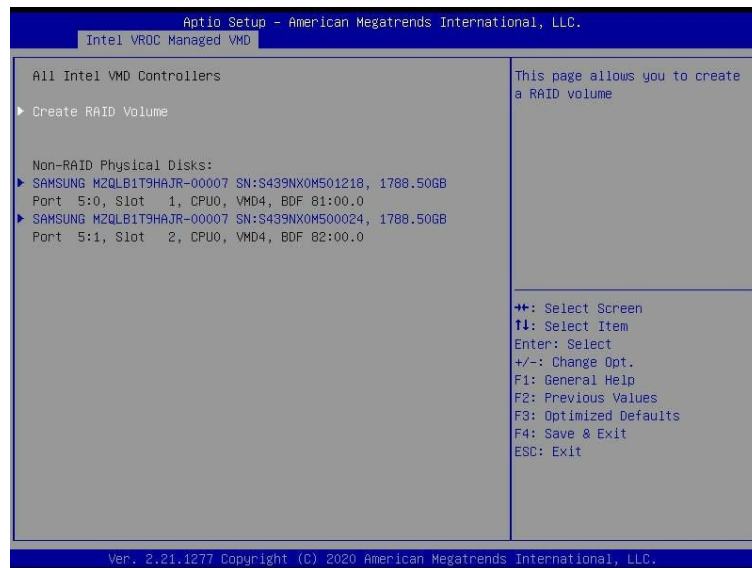 Aptio Setup – American Megatrends International, LLC.
Intel VROC Managed VMD
All Intel VMD Controllers
Create RAID Volume
Non-RAID Physical Disks:
SAMSUNG MZQLB1T9HAJR-00007 SN:S439NX0M501218, 1788.50GB
Port 5:0, Slot 1, CPU0, VMD4, BDF 81:00.0
SAMSUNG MZQLB1T9HAJR-00007 SN:S439NX0M500024, 1788.50GB
Port 5:1, Slot 2, CPU0, VMD4, BDF 82:00.0
This page allows you to create
a RAID volume
→←: Select Screen
↑↓: Select Item
Enter: Select
+/-: Change Opt.
F1: General Help
F2: Previous Values
F3: Optimized Defaults
F4: Save & Exit
ESC: Exit
Ver. 2.21.1277 Copyright (C) 2020 American Megatrends International, LLC.